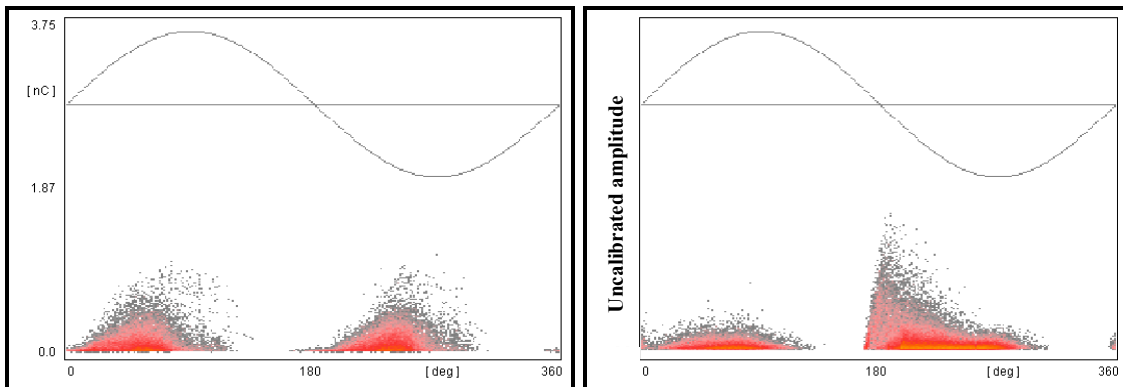 3.75
[ nC ]
1.87
0.0
0 180 [ deg ] 360
Uncalibrated amplitude
0 180 [ deg ] 360